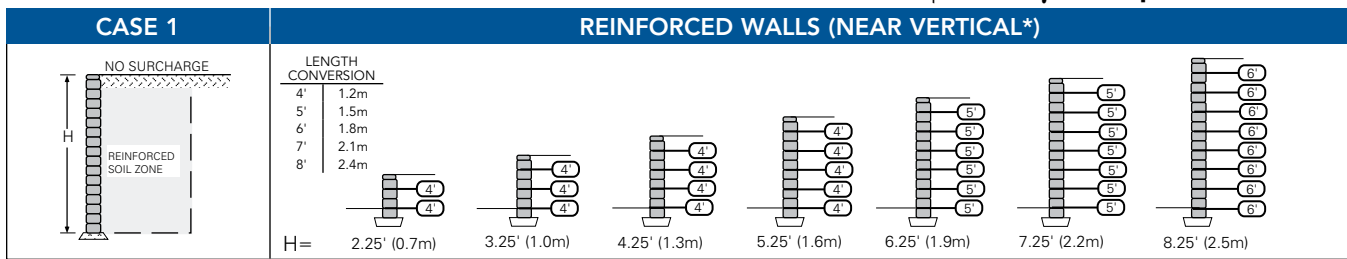 CASE 1
REINFORCED WALLS (NEAR VERTICAL*)
NO SURCHARGE
H
REINFORCED
SOIL ZONE
LENGTH
CONVERSION
4' 1.2m
5' 1.5m
6' 1.8m
7' 2.1m
8' 2.4m
4'
4'
4'
4'
4'
4'
4'
4'
4'
4'
4'
4'
4'
4'
5'
5'
5'
5'
5'
5'
5'
5'
5'
5'
5'
5'
5'
6'
6'
6'
6'
6'
6'
6'
6'
H= 2.25' (0.7m) 3.25' (1.0m) 4.25' (1.3m) 5.25' (1.6m) 6.25' (1.9m) 7.25' (2.2m) 8.25' (2.5m)